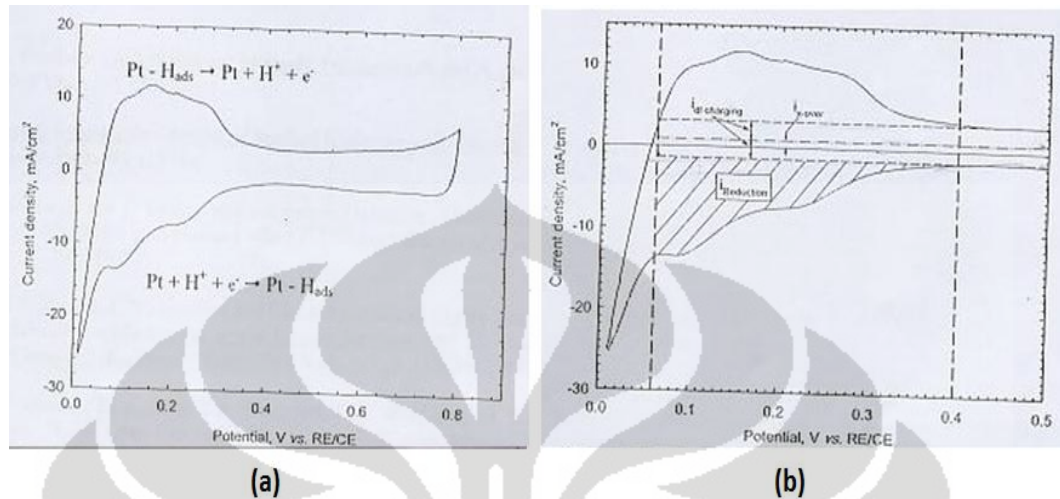 Current density, mA/cm²
20
10
0
-10
-20
-30
Pt - H_ads → Pt + H⁺ + e⁻
Pt + H⁺ + e⁻ → Pt - H_ads
0.0 0.2 0.4 0.6 0.8
Potential, V vs. RE/CE
(a)
Current density, mA/cm²
10
0
-10
-20
-30
i_dl charging
i_x-over
i_Reduction
0.0 0.1 0.2 0.3 0.4 0.5
Potential, V vs. RE/CE
(b)